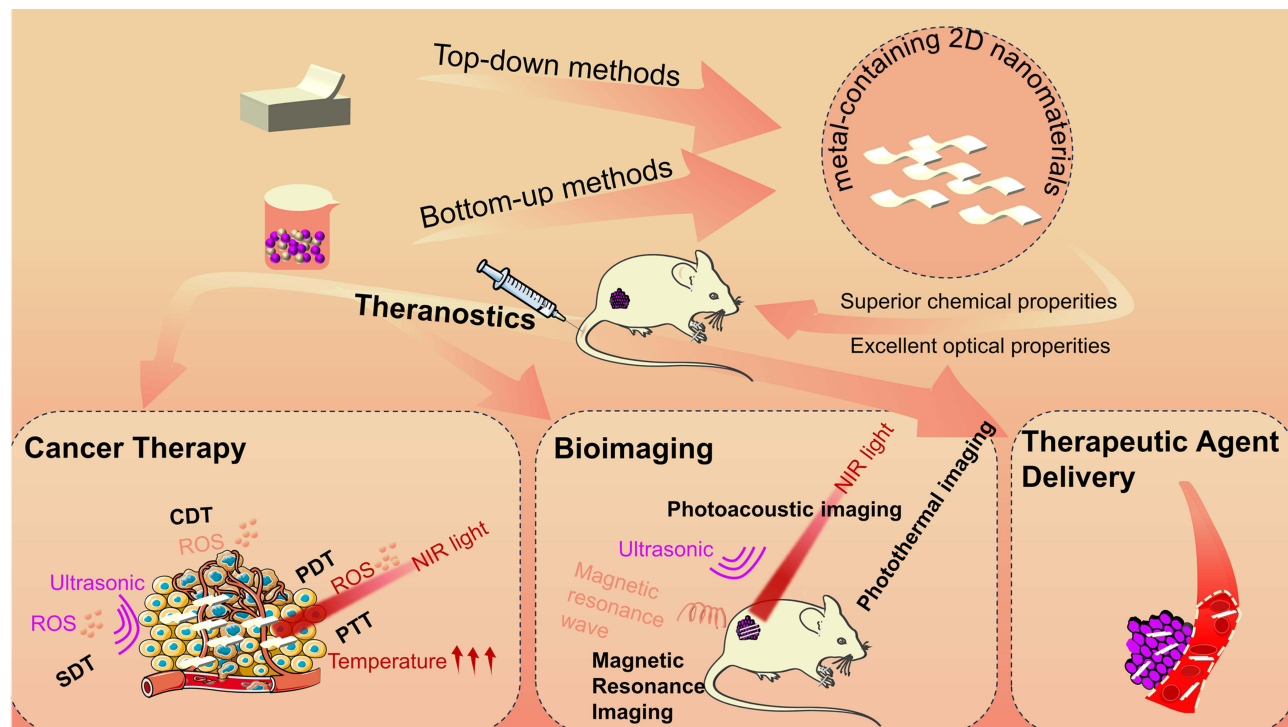 Top-down methods
metal-containing 2D nanomaterials
Bottom-up methods
Theranostics
Superior chemical properities
Excellent optical properities
Cancer Therapy
CDT
ROS
Ultrasonic
ROS
SDT
PDT
ROS
NIR light
PTT
Temperature
Bioimaging
NIR light
Photoacoustic imaging
Ultrasonic
Photothermal imaging
Magnetic
resonance
wave
Magnetic
Resonance
Imaging
Therapeutic Agent
Delivery